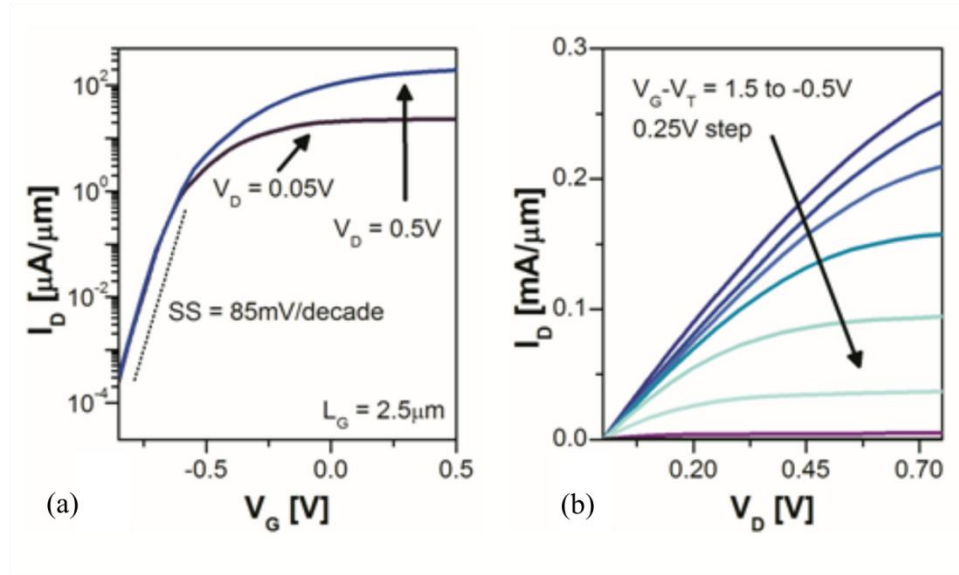 10²
10⁰
10⁻²
10⁻⁴
I_D [µA/µm]
V_D = 0.05V
V_D = 0.5V
SS = 85mV/decade
L_G = 2.5µm
-0.5
0.0
0.5
(a)
V_G [V]
0.3
0.2
0.1
0.0
I_D [mA/µm]
V_G-V_T = 1.5 to -0.5V
0.25V step
0.20
0.45
0.70
(b)
V_D [V]